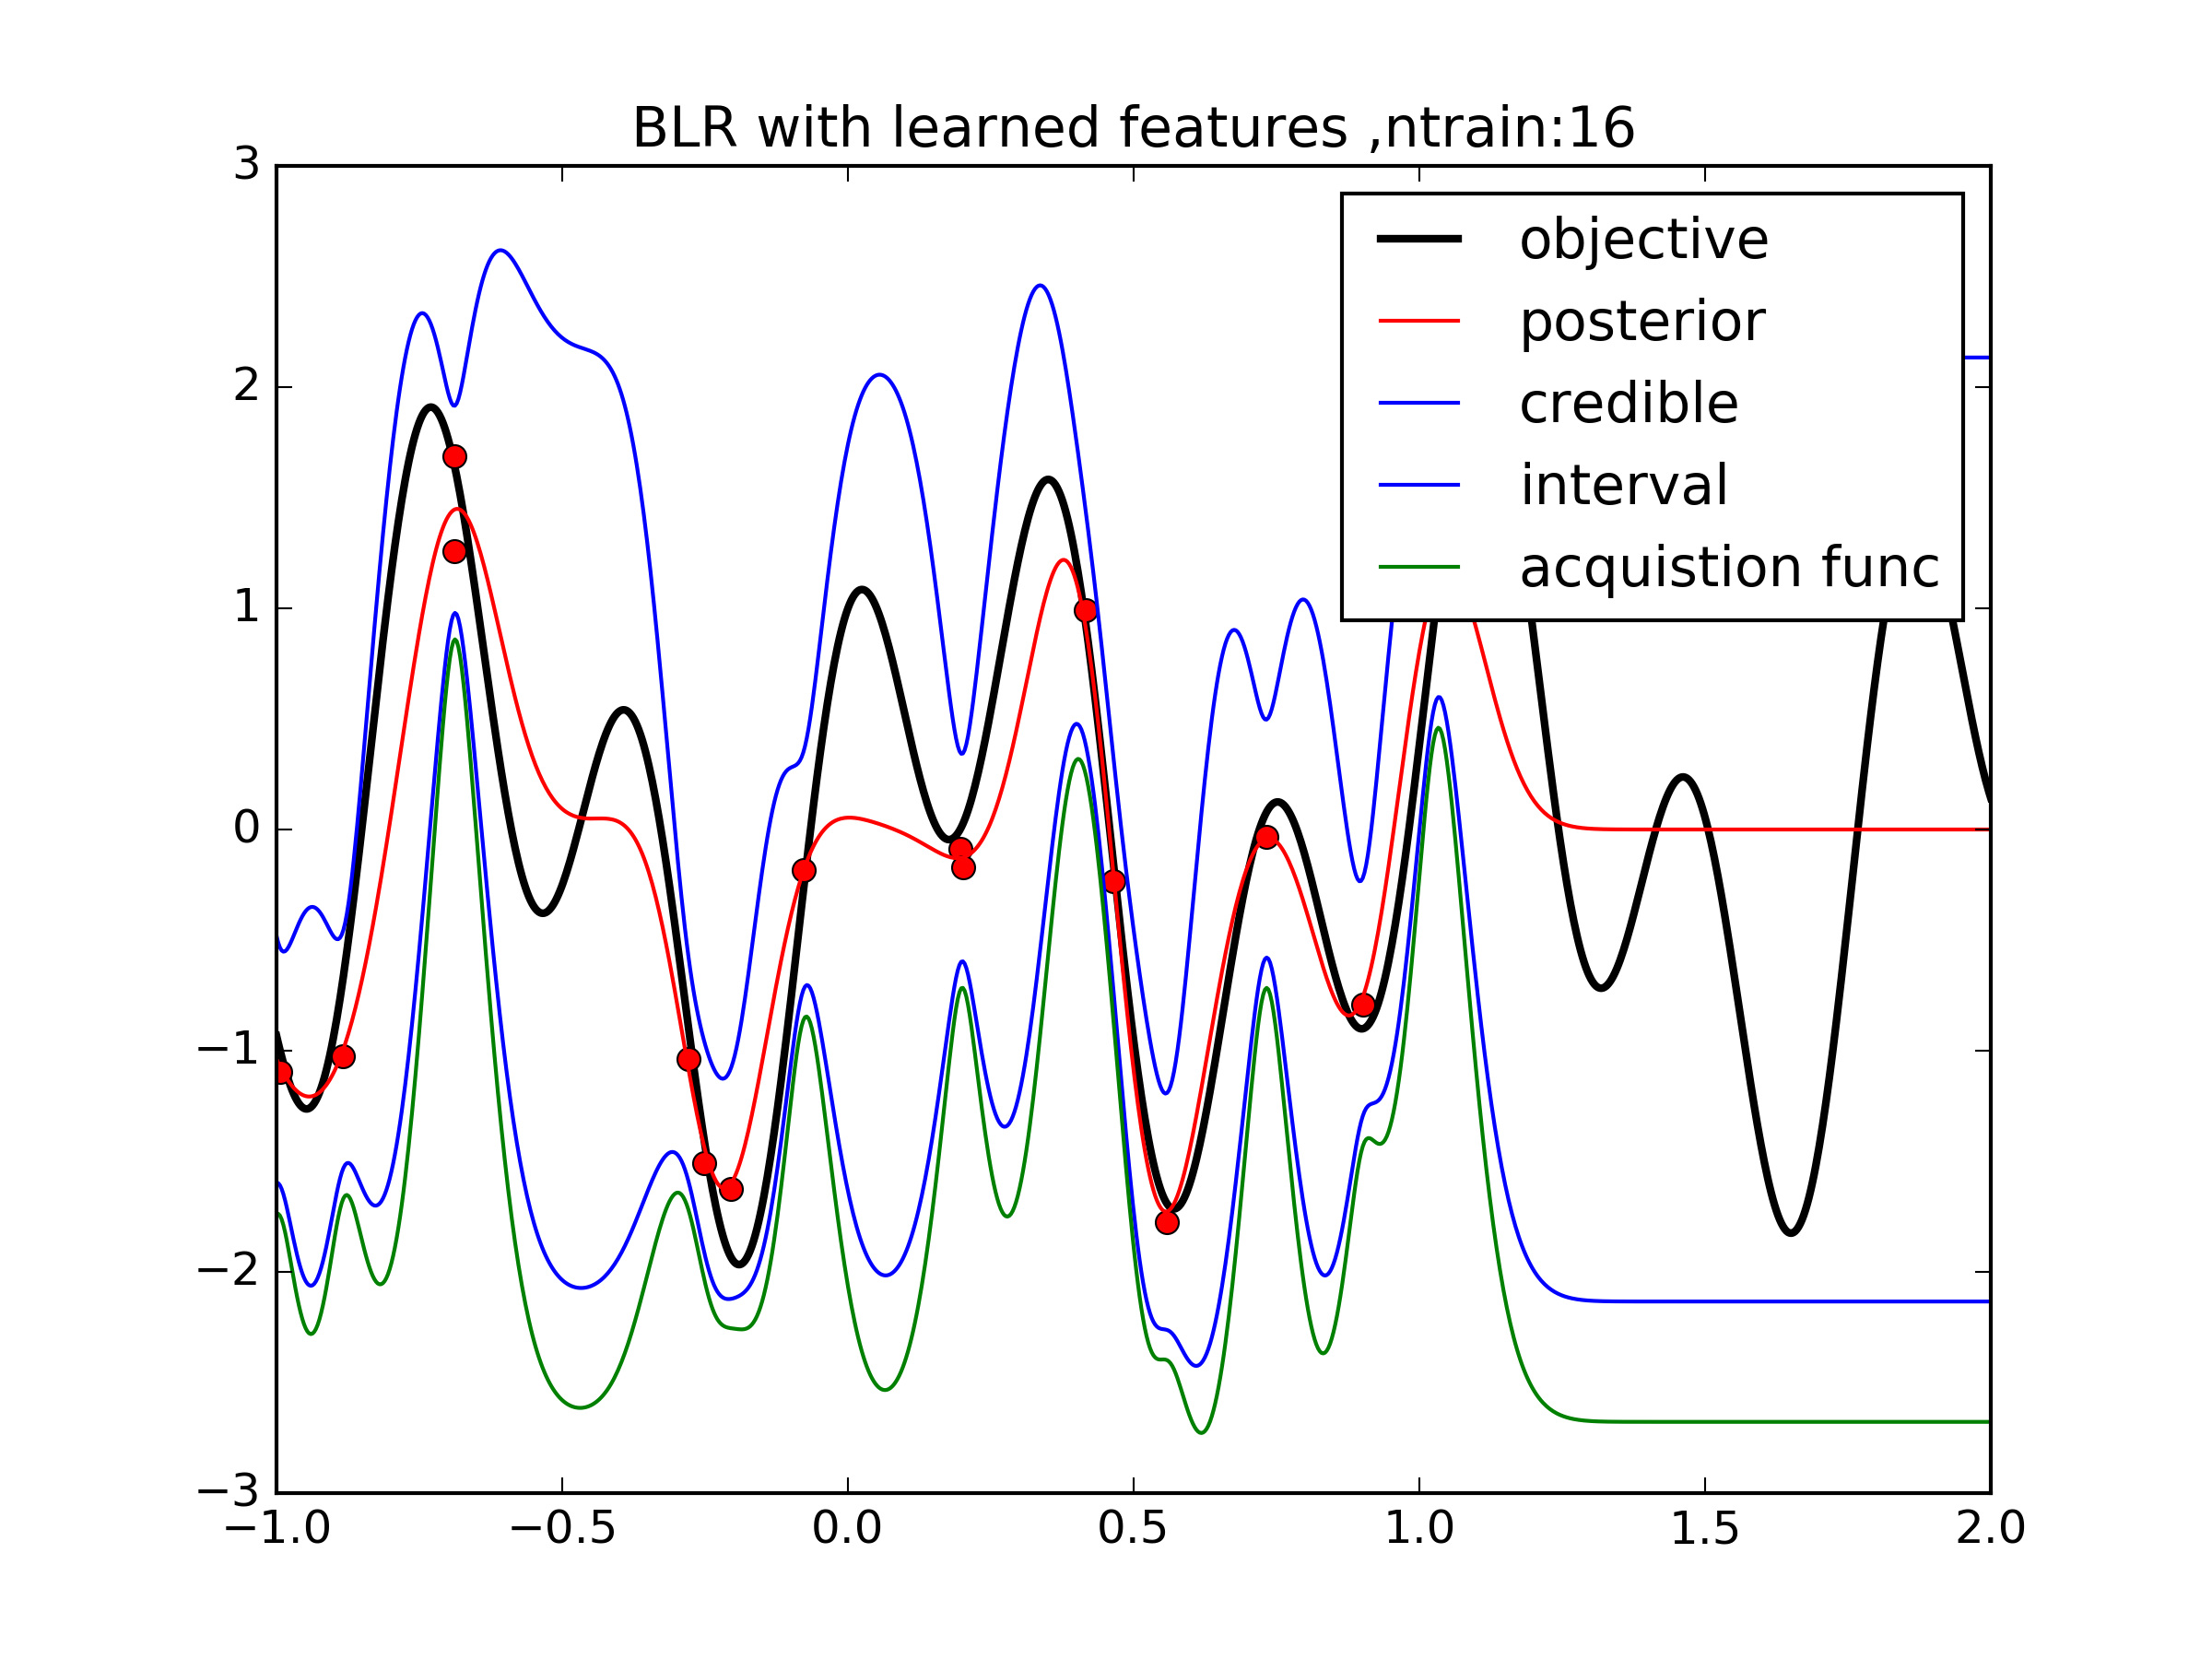 BLR with learned features ,ntrain:16
3
2
1
0
−1
−2
−3
objective
posterior
credible
interval
acquistion func
−1.0 −0.5 0.0 0.5 1.0 1.5 2.0